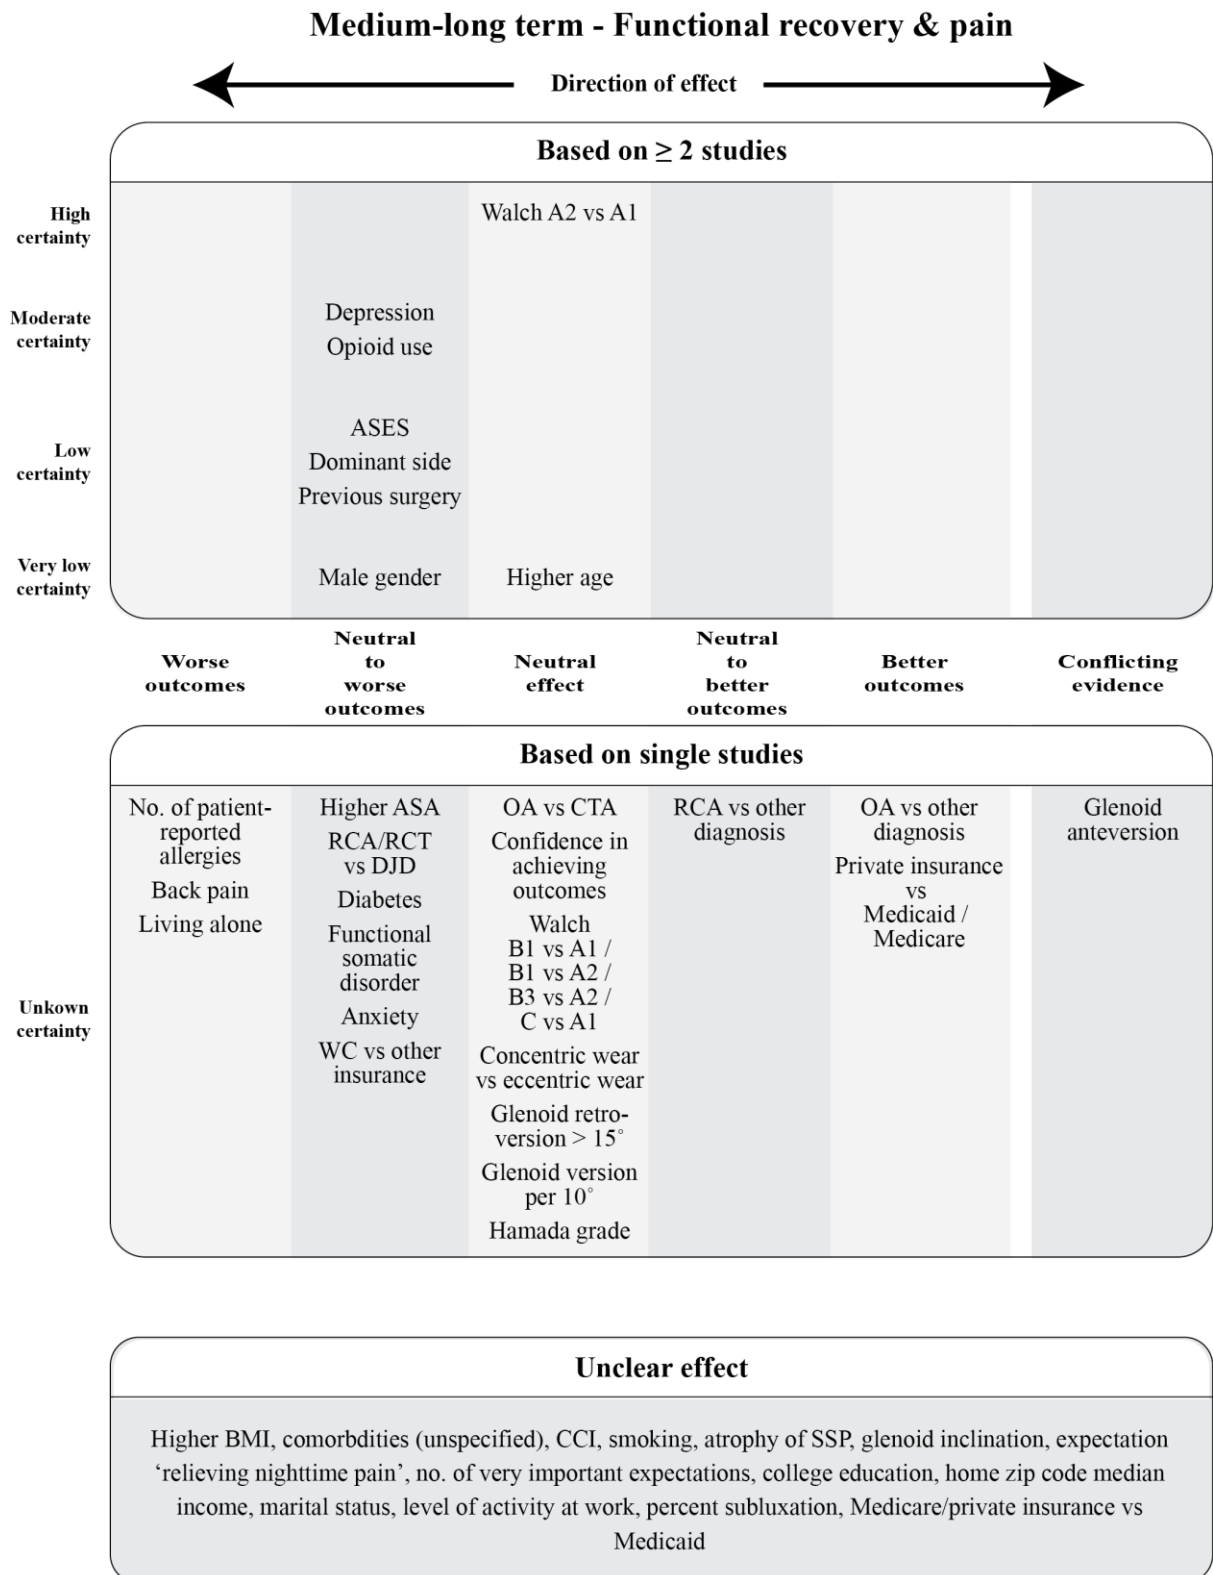 Medium-long term - Functional recovery & pain
Direction of effect
Based on ≥ 2 studies
High
certainty
Walch A2 vs A1
Moderate
certainty
Depression
Opioid use
Low
certainty
ASES
Dominant side
Previous surgery
Very low
certainty
Male gender
Higher age
Worse
outcomes
Neutral
to
worse
outcomes
Neutral
effect
Neutral
to
better
outcomes
Better
outcomes
Conflicting
evidence
Based on single studies
Unkown
certainty
No. of patient-
reported
allergies
Back pain
Living alone
Higher ASA
RCA/RCT
vs DJD
Diabetes
Functional
somatic
disorder
Anxiety
WC vs other
insurance
OA vs CTA
Confidence in
achieving
outcomes
Walch
B1 vs A1 /
B1 vs A2 /
B3 vs A2 /
C vs A1
Concentric wear
vs eccentric wear
Glenoid retro-
version > 15°
Glenoid version
per 10°
Hamada grade
RCA vs other
diagnosis
OA vs other
diagnosis
Private insurance
vs
Medicaid /
Medicare
Glenoid
anteversion
Unclear effect
Higher BMI, comorbdities (unspecified), CCI, smoking, atrophy of SSP, glenoid inclination, expectation
‘relieving nighttime pain’, no. of very important expectations, college education, home zip code median
income, marital status, level of activity at work, percent subluxation, Medicare/private insurance vs
Medicaid